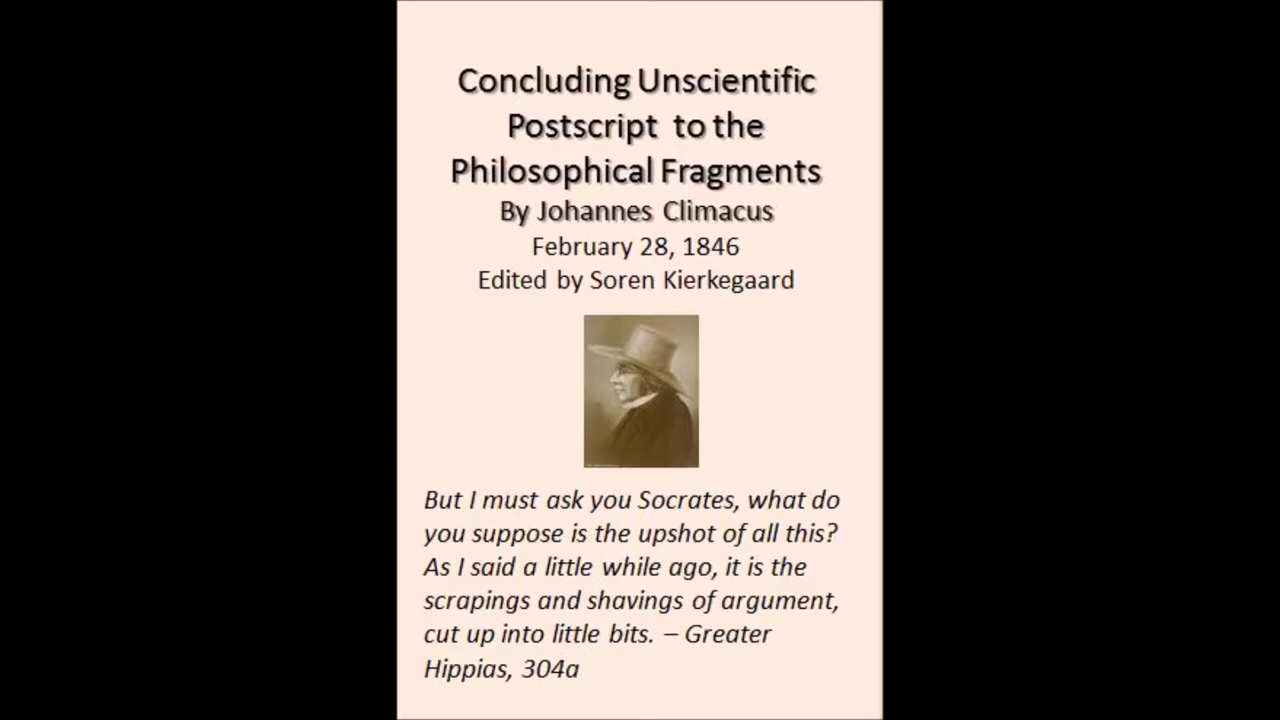 Concluding Unscientific
Postscript to the
Philosophical Fragments
By Johannes Climacus
February 28, 1846
Edited by Soren Kierkegaard
But I must ask you Socrates, what do
you suppose is the upshot of all this?
As I said a little while ago, it is the
scrapings and shavings of argument,
cut up into little bits. – Greater
Hippias, 304a